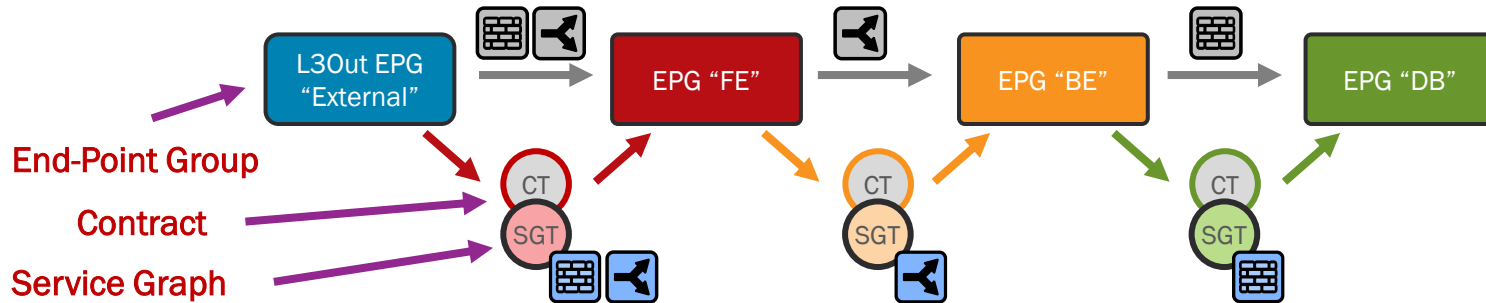 L3Out EPG
“External”
EPG “FE”
EPG “BE”
EPG “DB”
End-Point Group
CT
CT
CT
Contract
SGT
SGT
SGT
Service Graph